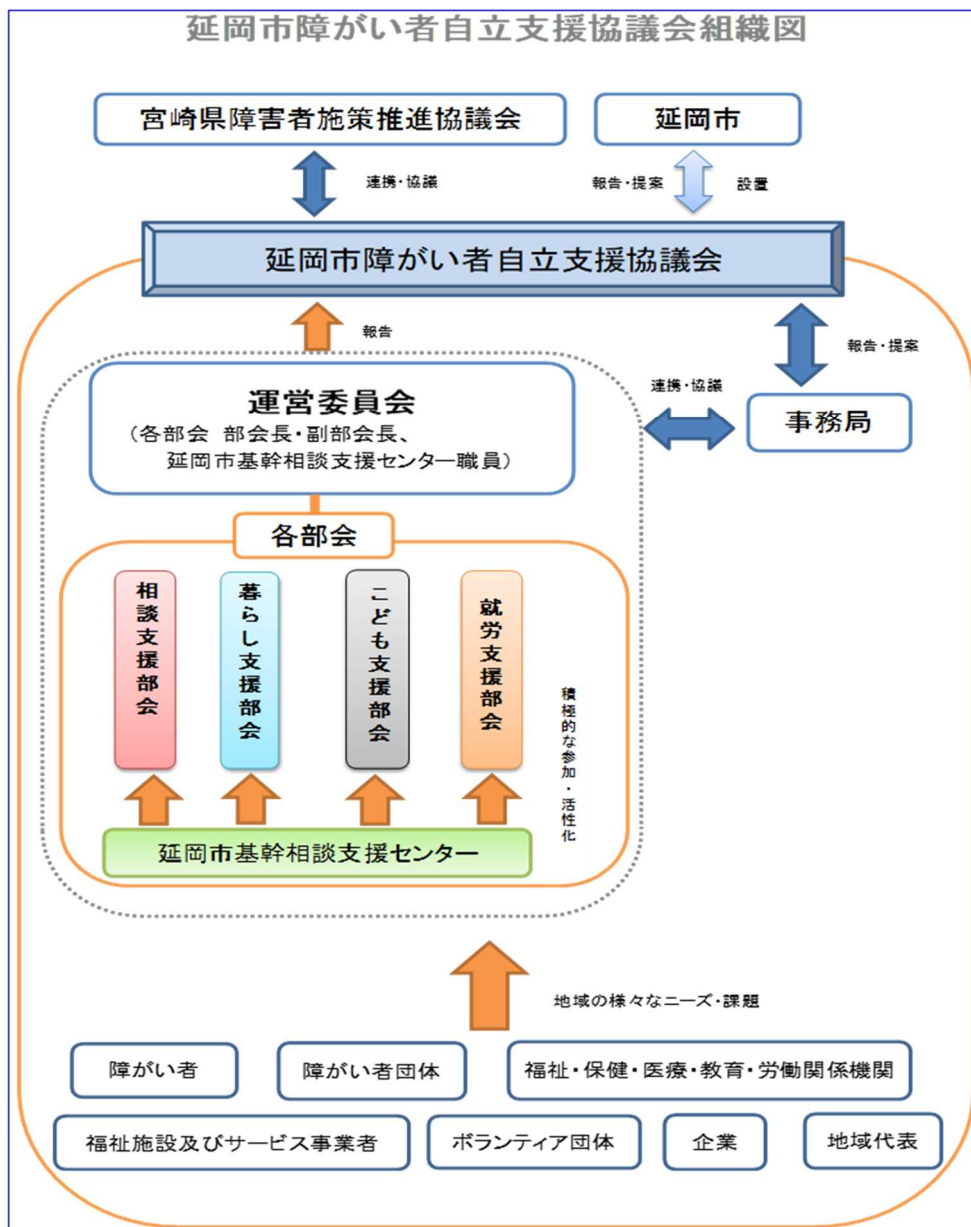 延岡市障がい者自立支援協議会組織図
宮崎県障害者施策推進協議会
延岡市
連携・協議
報告・提案
設置
延岡市障がい者自立支援協議会
報告
報告・提案
連携・協議
運営委員会
(各部会 部会長・副部会長、
延岡市基幹相談支援センター職員)
事務局
各部会
相談支援部会
暮らし支援部会
こども支援部会
就労支援部会
積極的な参加・活性化
延岡市基幹相談支援センター
地域の様々なニーズ・課題
障がい者
障がい者団体
福祉・保健・医療・教育・労働関係機関
福祉施設及びサービス事業者
ボランティア団体
企業
地域代表